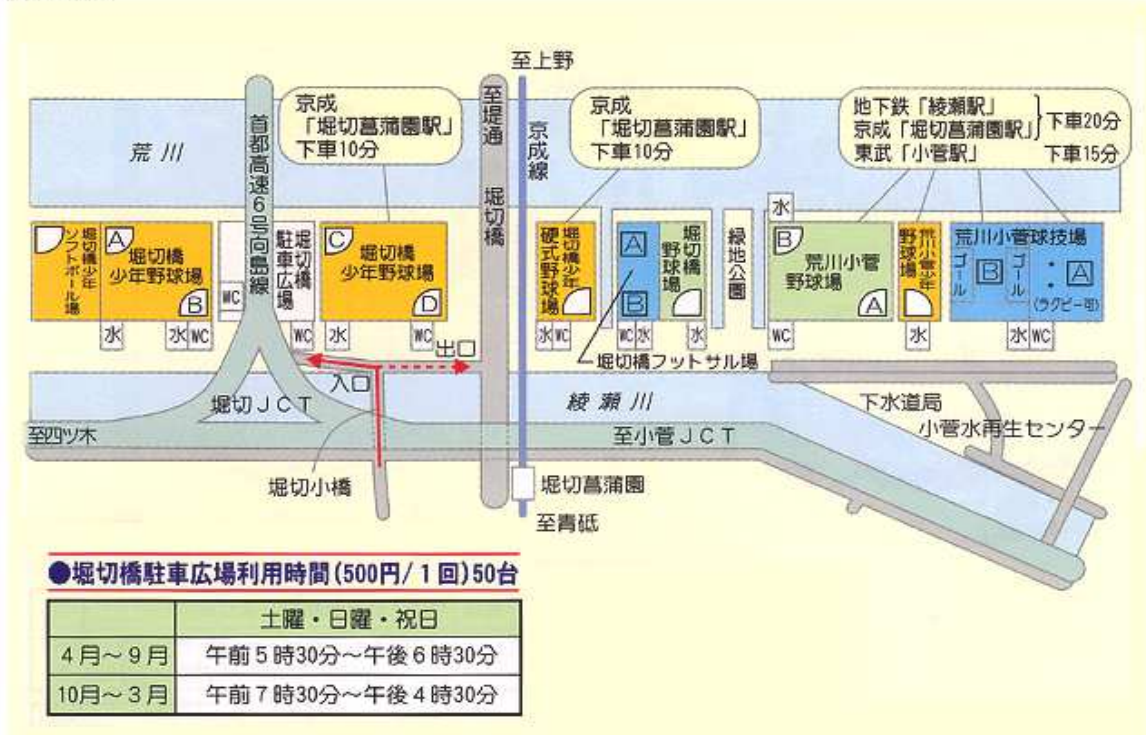 至上野
京成
「堀切菖蒲園駅」
下車10分
京成
「堀切菖蒲園駅」
下車10分
地下鉄「綾瀬駅」
京成「堀切菖蒲園駅」
下車20分
東武「小菅駅」
下車15分
荒川
首都高速6号向島線
至堤通
堀切橋
京成線
堀切橋少年
ソフトボール場
A
堀切橋
少年野球場
B
WC
堀切橋
駐車広場
C
堀切橋
少年野球場
D
堀切橋少年
硬式野球場
A
B
堀切橋
野球場
緑地公園
水
B
荒川小菅
野球場
A
荒川小菅少年
野球場
荒川小菅球技場
ゴール
B
ゴール
A
(ラグビー可)
水
水
WC
WC
水
WC
水
WC
WC
水
水
WC
水
水
WC
出口
入口
堀切橋フットサル場
堀切JCT
綾瀬川
下水道局
小菅水再生センター
至四ツ木
至小菅JCT
堀切小橋
堀切菖蒲園
至青砥
●堀切橋駐車広場利用時間(500円/1回)50台
土曜・日曜・祝日
4月～9月 午前5時30分～午後6時30分
10月～3月 午前7時30分～午後4時30分